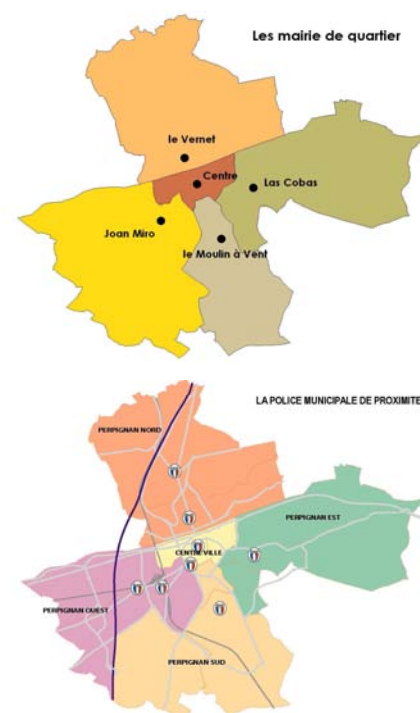 Les mairie de quartier
le Vernet
Centre
Las Cobas
Joan Miro
le Moulin à Vent
LA POLICE MUNICIPALE DE PROXIMITE
PERPIGNAN NORD
PERPIGNAN EST
CENTRE VILLE
PERPIGNAN OUEST
PERPIGNAN SUD